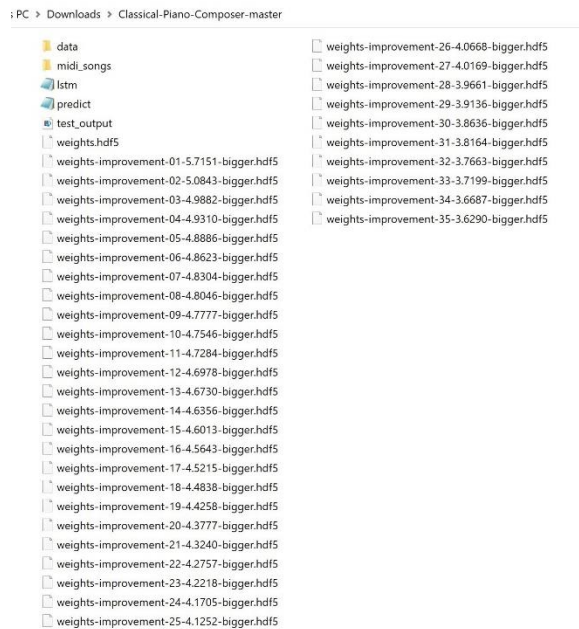 s PC > Downloads > Classical-Piano-Composer-master
data
midi_songs
lstm
predict
test_output
weights.hdf5
weights-improvement-01-5.7151-bigger.hdf5
weights-improvement-02-5.0843-bigger.hdf5
weights-improvement-03-4.9882-bigger.hdf5
weights-improvement-04-4.9310-bigger.hdf5
weights-improvement-05-4.8886-bigger.hdf5
weights-improvement-06-4.8623-bigger.hdf5
weights-improvement-07-4.8304-bigger.hdf5
weights-improvement-08-4.8046-bigger.hdf5
weights-improvement-09-4.7777-bigger.hdf5
weights-improvement-10-4.7546-bigger.hdf5
weights-improvement-11-4.7284-bigger.hdf5
weights-improvement-12-4.6978-bigger.hdf5
weights-improvement-13-4.6730-bigger.hdf5
weights-improvement-14-4.6356-bigger.hdf5
weights-improvement-15-4.6013-bigger.hdf5
weights-improvement-16-4.5643-bigger.hdf5
weights-improvement-17-4.5215-bigger.hdf5
weights-improvement-18-4.4838-bigger.hdf5
weights-improvement-19-4.4258-bigger.hdf5
weights-improvement-20-4.3777-bigger.hdf5
weights-improvement-21-4.3240-bigger.hdf5
weights-improvement-22-4.2757-bigger.hdf5
weights-improvement-23-4.2218-bigger.hdf5
weights-improvement-24-4.1705-bigger.hdf5
weights-improvement-25-4.1252-bigger.hdf5
weights-improvement-26-4.0668-bigger.hdf5
weights-improvement-27-4.0169-bigger.hdf5
weights-improvement-28-3.9661-bigger.hdf5
weights-improvement-29-3.9136-bigger.hdf5
weights-improvement-30-3.8636-bigger.hdf5
weights-improvement-31-3.8164-bigger.hdf5
weights-improvement-32-3.7663-bigger.hdf5
weights-improvement-33-3.7199-bigger.hdf5
weights-improvement-34-3.6687-bigger.hdf5
weights-improvement-35-3.6290-bigger.hdf5